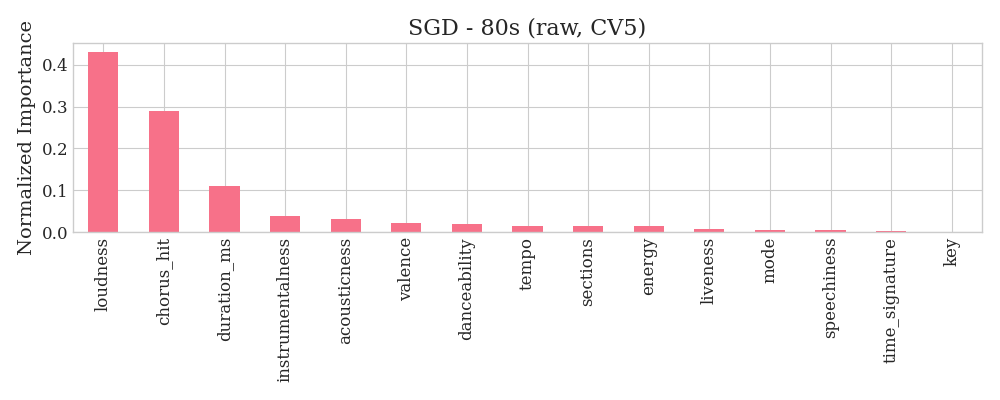 SGD - 80s (raw, CV5)
Normalized Importance
0.4
0.3
0.2
0.1
0.0
loudness
chorus_hit
duration_ms
instrumentalness
acousticness
valence
danceability
tempo
sections
energy
liveness
mode
speechiness
time_signature
key